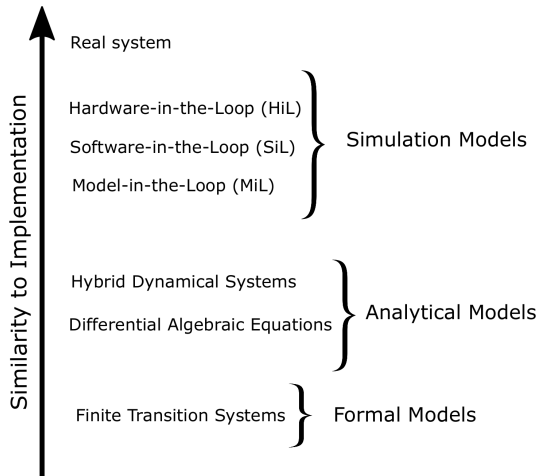 Real system
Hardware-in-the-Loop (HiL)
Software-in-the-Loop (SiL)
Model-in-the-Loop (MiL)
Simulation Models
Hybrid Dynamical Systems
Differential Algebraic Equations
Analytical Models
Finite Transition Systems
Formal Models
Similarity to Implementation